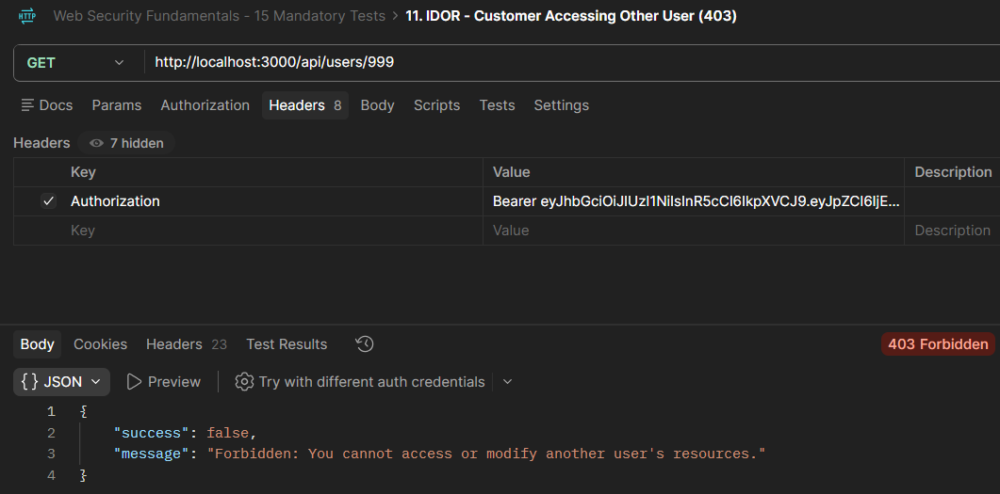 HTTP Web Security Fundamentals - 15 Mandatory Tests > 11. IDOR - Customer Accessing Other User (403)
GET http://localhost:3000/api/users/999
Docs Params Authorization Headers 8 Body Scripts Tests Settings
Headers 7 hidden
Key Value Description
Authorization Bearer eyJhbGciOiJIUzI1NiIsInR5cCI6IkpXVCJ9.eyJpZCI6IjE...
Key Value Description
Body Cookies Headers 23 Test Results 403 Forbidden
{} JSON Preview Try with different auth credentials
1 {
2 "success": false,
3 "message": "Forbidden: You cannot access or modify another user's resources."
4 }